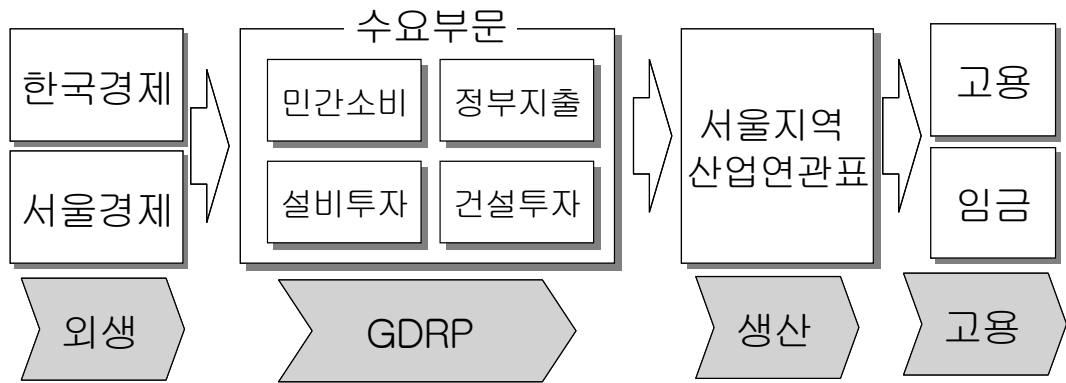 수요부문
한국경제
서울경제
민간소비
정부지출
설비투자
건설투자
서울지역
산업연관표
고용
임금
외생
GDRP
생산
고용